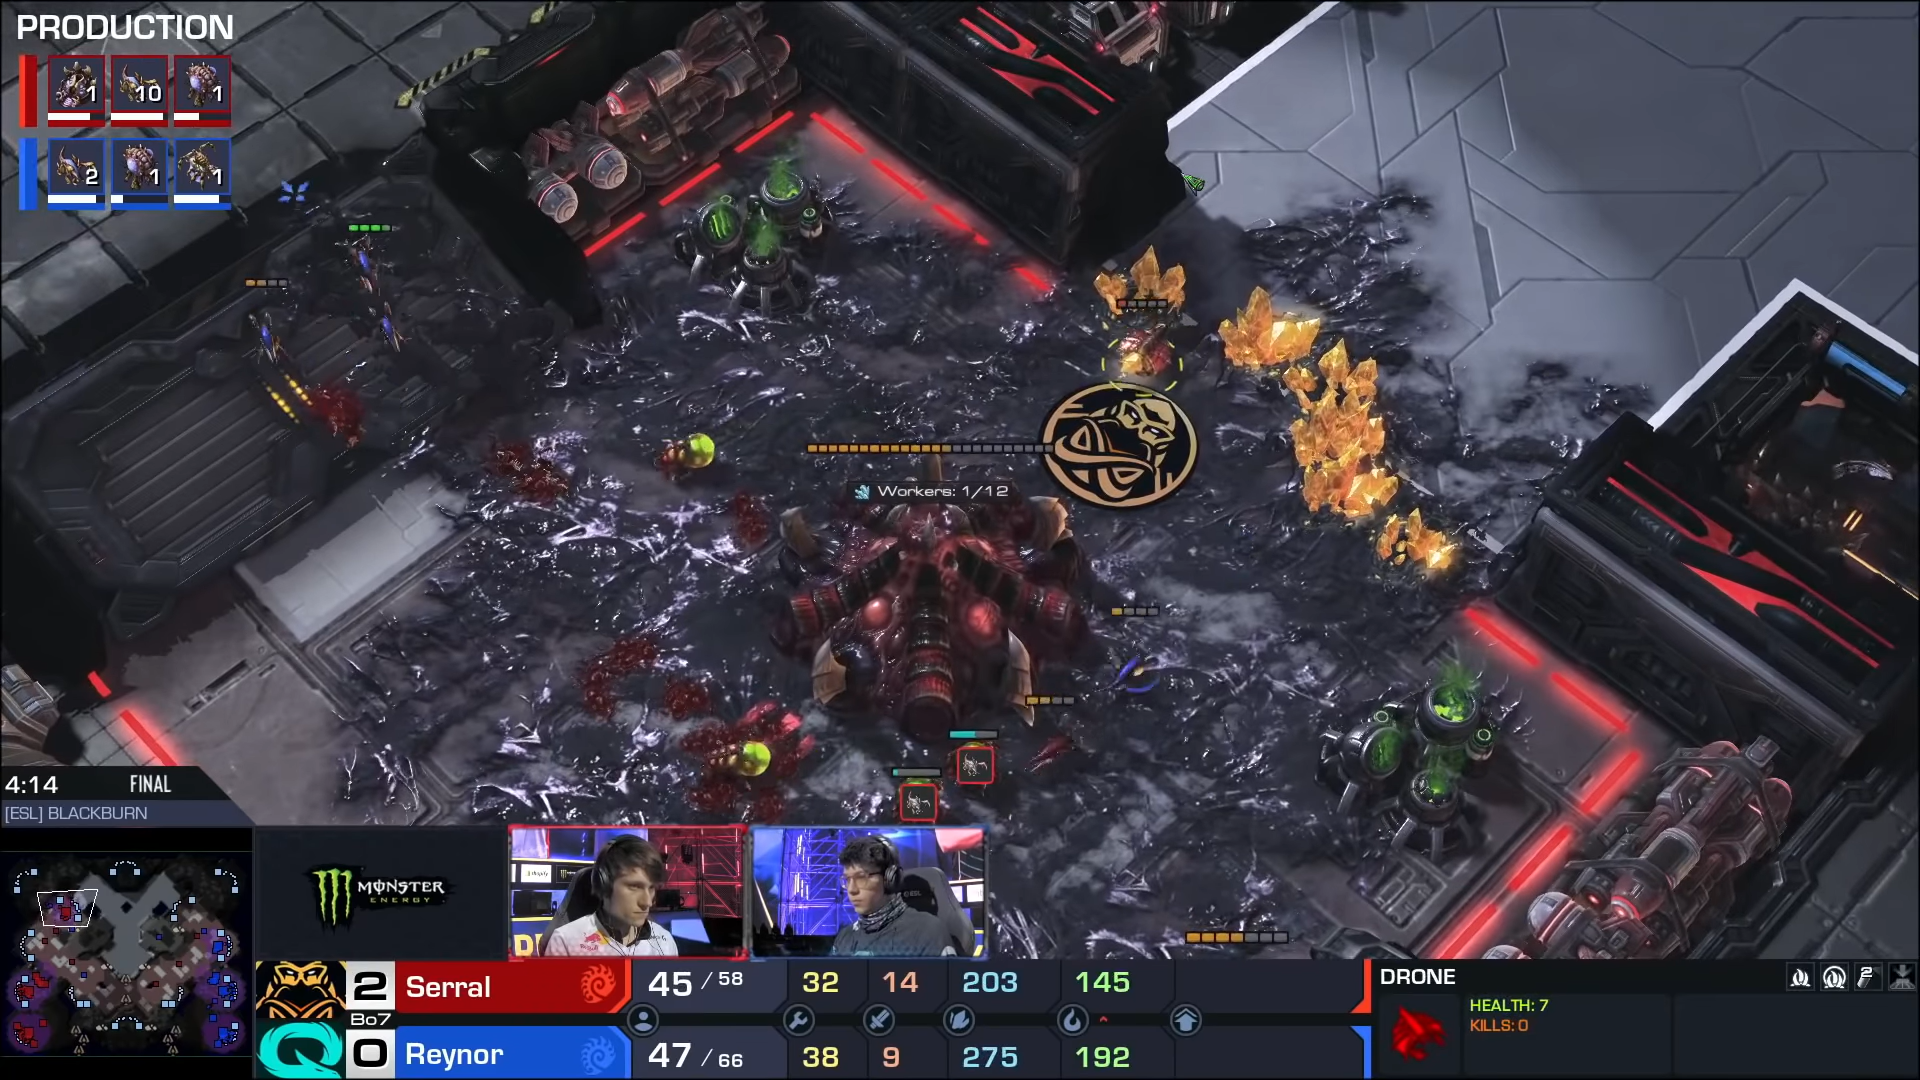 PRODUCTION
1 10 1
2 1 1
Workers: 1/12
4:14 FINAL
[ESL] BLACKBURN
MONSTER
ENERGY
2 Serral 45 / 58 32 14 203 145
Bo7
0 Reynor 47 / 66 38 9 275 192
DRONE
HEALTH: 7
KILLS: 0